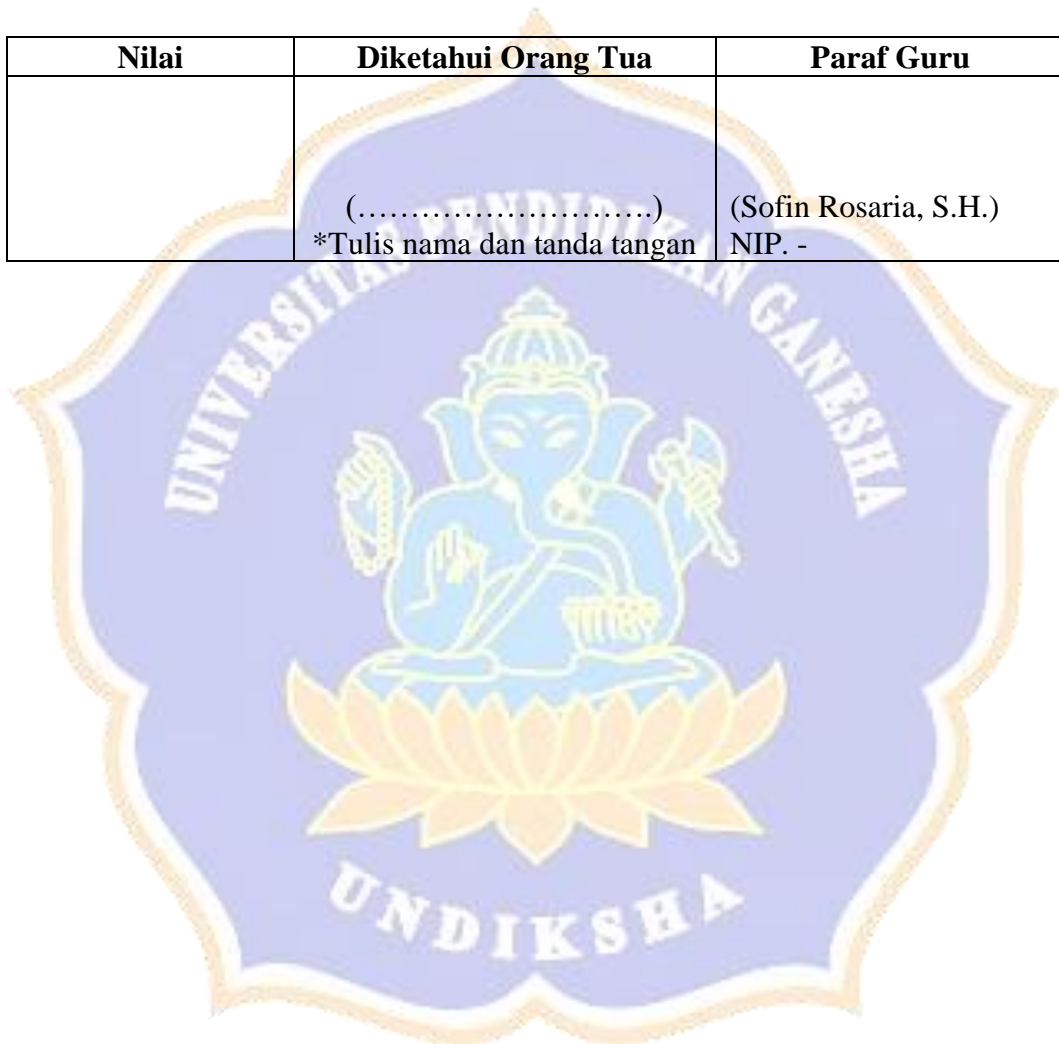 Nilai Diketahui Orang Tua Paraf Guru
(……………………….) (Sofin Rosaria, S.H.)
*Tulis nama dan tanda tangan NIP. -
UNIVERSITAS PENDIDIKAN GANESHA
UNDIKSHA